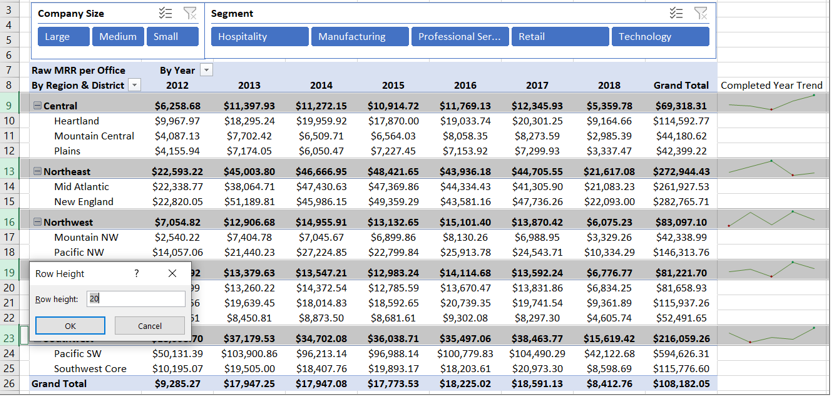 3
Company Size Segment
4
5 Large Medium Small Hospitality Manufacturing Professional Ser... Retail Technology
6
7 Raw MRR per Office By Year
8 By Region & District 2012 2013 2014 2015 2016 2017 2018 Grand Total Completed Year Trend
9 Central $6,258.68 $11,397.93 $11,272.15 $10,914.72 $11,769.13 $12,345.93 $5,359.78 $69,318.31
10 Heartland $9,967.97 $18,295.24 $19,959.92 $17,870.00 $19,033.74 $20,301.25 $9,164.66 $114,592.77
11 Mountain Central $4,087.13 $7,702.42 $6,509.71 $6,564.03 $8,058.35 $8,273.59 $2,985.39 $44,180.62
12 Plains $4,155.94 $7,174.05 $6,050.47 $7,227.45 $7,153.92 $7,299.93 $3,337.47 $42,399.22
13 Northeast $22,593.22 $45,003.80 $46,666.95 $48,421.65 $43,936.18 $44,705.55 $21,617.08 $272,944.43
14 Mid Atlantic $22,338.77 $38,064.71 $47,430.63 $47,369.86 $44,334.43 $41,305.90 $21,083.23 $261,927.53
15 New England $22,820.05 $51,189.81 $45,986.15 $49,359.29 $43,581.16 $47,736.26 $22,093.00 $282,765.71
16 Northwest $7,054.82 $12,906.68 $14,955.91 $13,132.65 $15,101.40 $13,870.42 $6,075.23 $83,097.10
17 Mountain NW $2,540.22 $7,404.78 $7,045.67 $6,899.86 $8,130.26 $6,988.95 $3,329.26 $42,338.99
18 Pacific NW $14,057.06 $21,440.23 $27,224.85 $22,799.84 $25,913.78 $24,543.71 $10,334.29 $146,313.76
19 92 $13,379.63 $13,547.21 $12,983.24 $14,114.68 $13,592.24 $6,776.77 $81,221.70
Row Height ? X
20 99 $13,260.22 $14,372.54 $12,785.59 $13,670.47 $13,831.86 $6,834.25 $81,658.93
21 56 $19,639.45 $18,014.83 $18,592.65 $20,739.35 $19,741.54 $9,361.89 $115,937.26
Row height: 20
22 51 $8,450.81 $8,873.50 $8,681.61 $9,302.08 $8,297.30 $4,605.74 $52,491.65
OK Cancel
23 .70 $37,179.53 $34,702.08 $36,038.71 $35,497.06 $38,463.77 $15,619.42 $216,059.26
24 Pacific SW $50,131.39 $103,900.86 $96,213.14 $96,988.14 $100,779.83 $104,490.29 $42,122.68 $594,626.31
25 Southwest Core $10,195.07 $19,505.00 $18,407.76 $19,893.17 $18,203.61 $20,973.30 $8,598.69 $115,776.60
26 Grand Total $9,285.27 $17,947.25 $17,947.08 $17,773.53 $18,225.02 $18,591.13 $8,412.76 $108,182.05